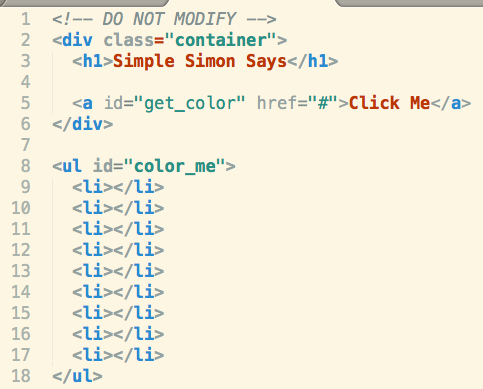 1 <!-- DO NOT MODIFY -->
2 <div class="container">
3 <h1>Simple Simon Says</h1>
4
5 <a id="get_color" href="#">Click Me</a>
6 </div>
7
8 <ul id="color_me">
9 <li></li>
10 <li></li>
11 <li></li>
12 <li></li>
13 <li></li>
14 <li></li>
15 <li></li>
16 <li></li>
17 <li></li>
18 </ul>